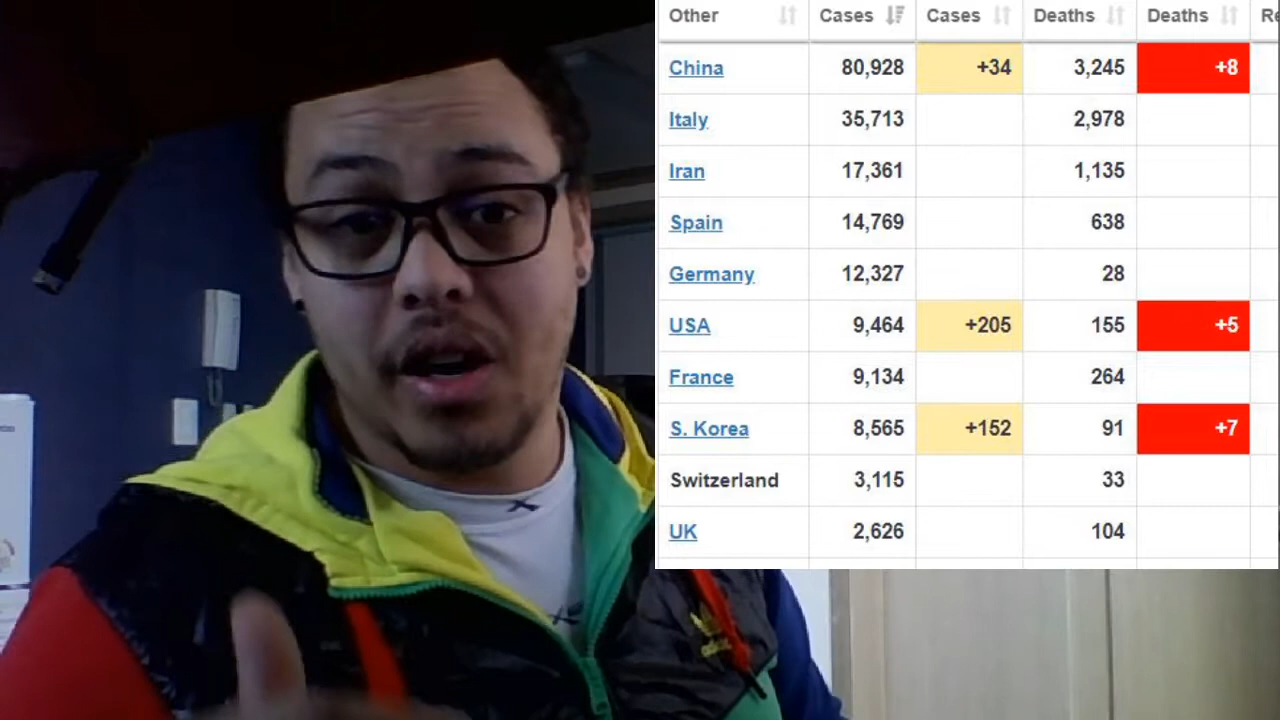 Other Cases Cases Deaths Deaths Re
China 80,928 +34 3,245 +8
Italy 35,713 2,978
Iran 17,361 1,135
Spain 14,769 638
Germany 12,327 28
USA 9,464 +205 155 +5
France 9,134 264
S. Korea 8,565 +152 91 +7
Switzerland 3,115 33
UK 2,626 104
adidas